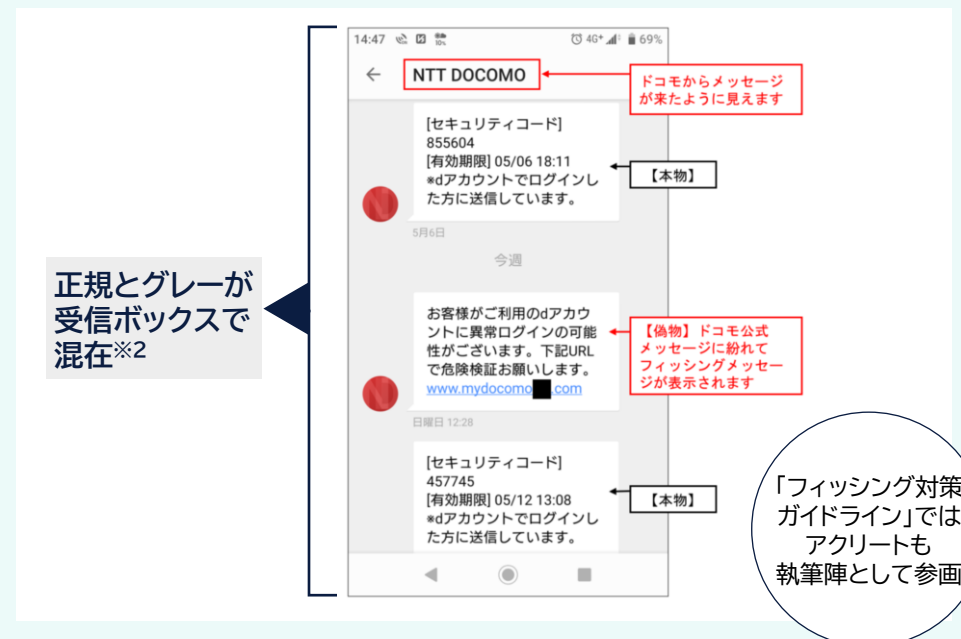 14:47
4G+ 69%
NTT DOCOMO
ドコモからメッセージ
が来たように見えます
[セキュリティコード]
855604
[有効期限] 05/06 18:11
※dアカウントでログインし
た方に送信しています。
【本物】
5月6日
今週
正規とグレーが
受信ボックスで
混在※2
お客様がご利用のdアカウ
ントに異常ログインの可能
性がございます。下記URL
で危険検証お願いします。
www.mydocomo .com
【偽物】ドコモ公式
メッセージに紛れて
フィッシングメッセー
ジが表示されます
日曜日 12:28
[セキュリティコード]
457745
[有効期限] 05/12 13:08
※dアカウントでログインし
た方に送信しています。
【本物】
「フィッシング対策
ガイドライン」では
アクリートも
執筆陣として参画